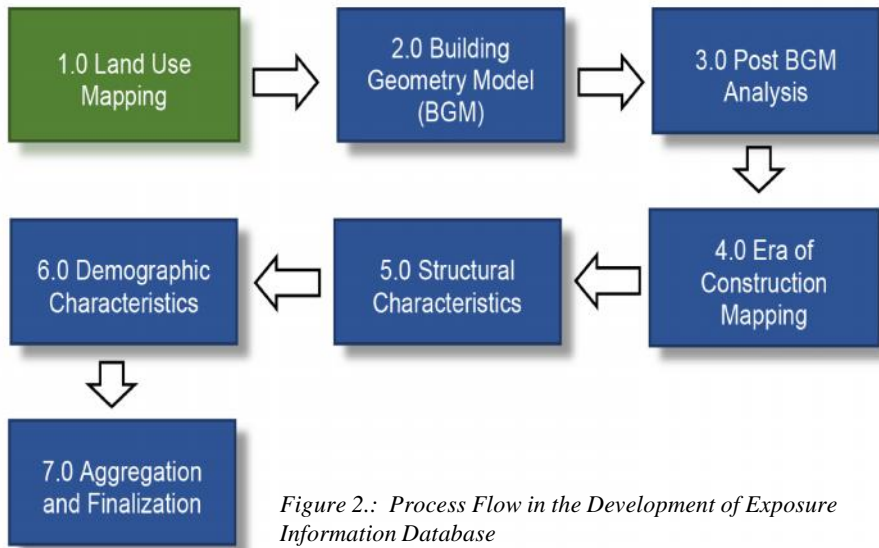 1.0 Land Use
Mapping
2.0 Building
Geometry Model
(BGM)
3.0 Post BGM
Analysis
4.0 Era of
Construction
Mapping
5.0 Structural
Characteristics
6.0 Demographic
Characteristics
7.0 Aggregation
and Finalization
Figure 2.: Process Flow in the Development of Exposure
Information Database